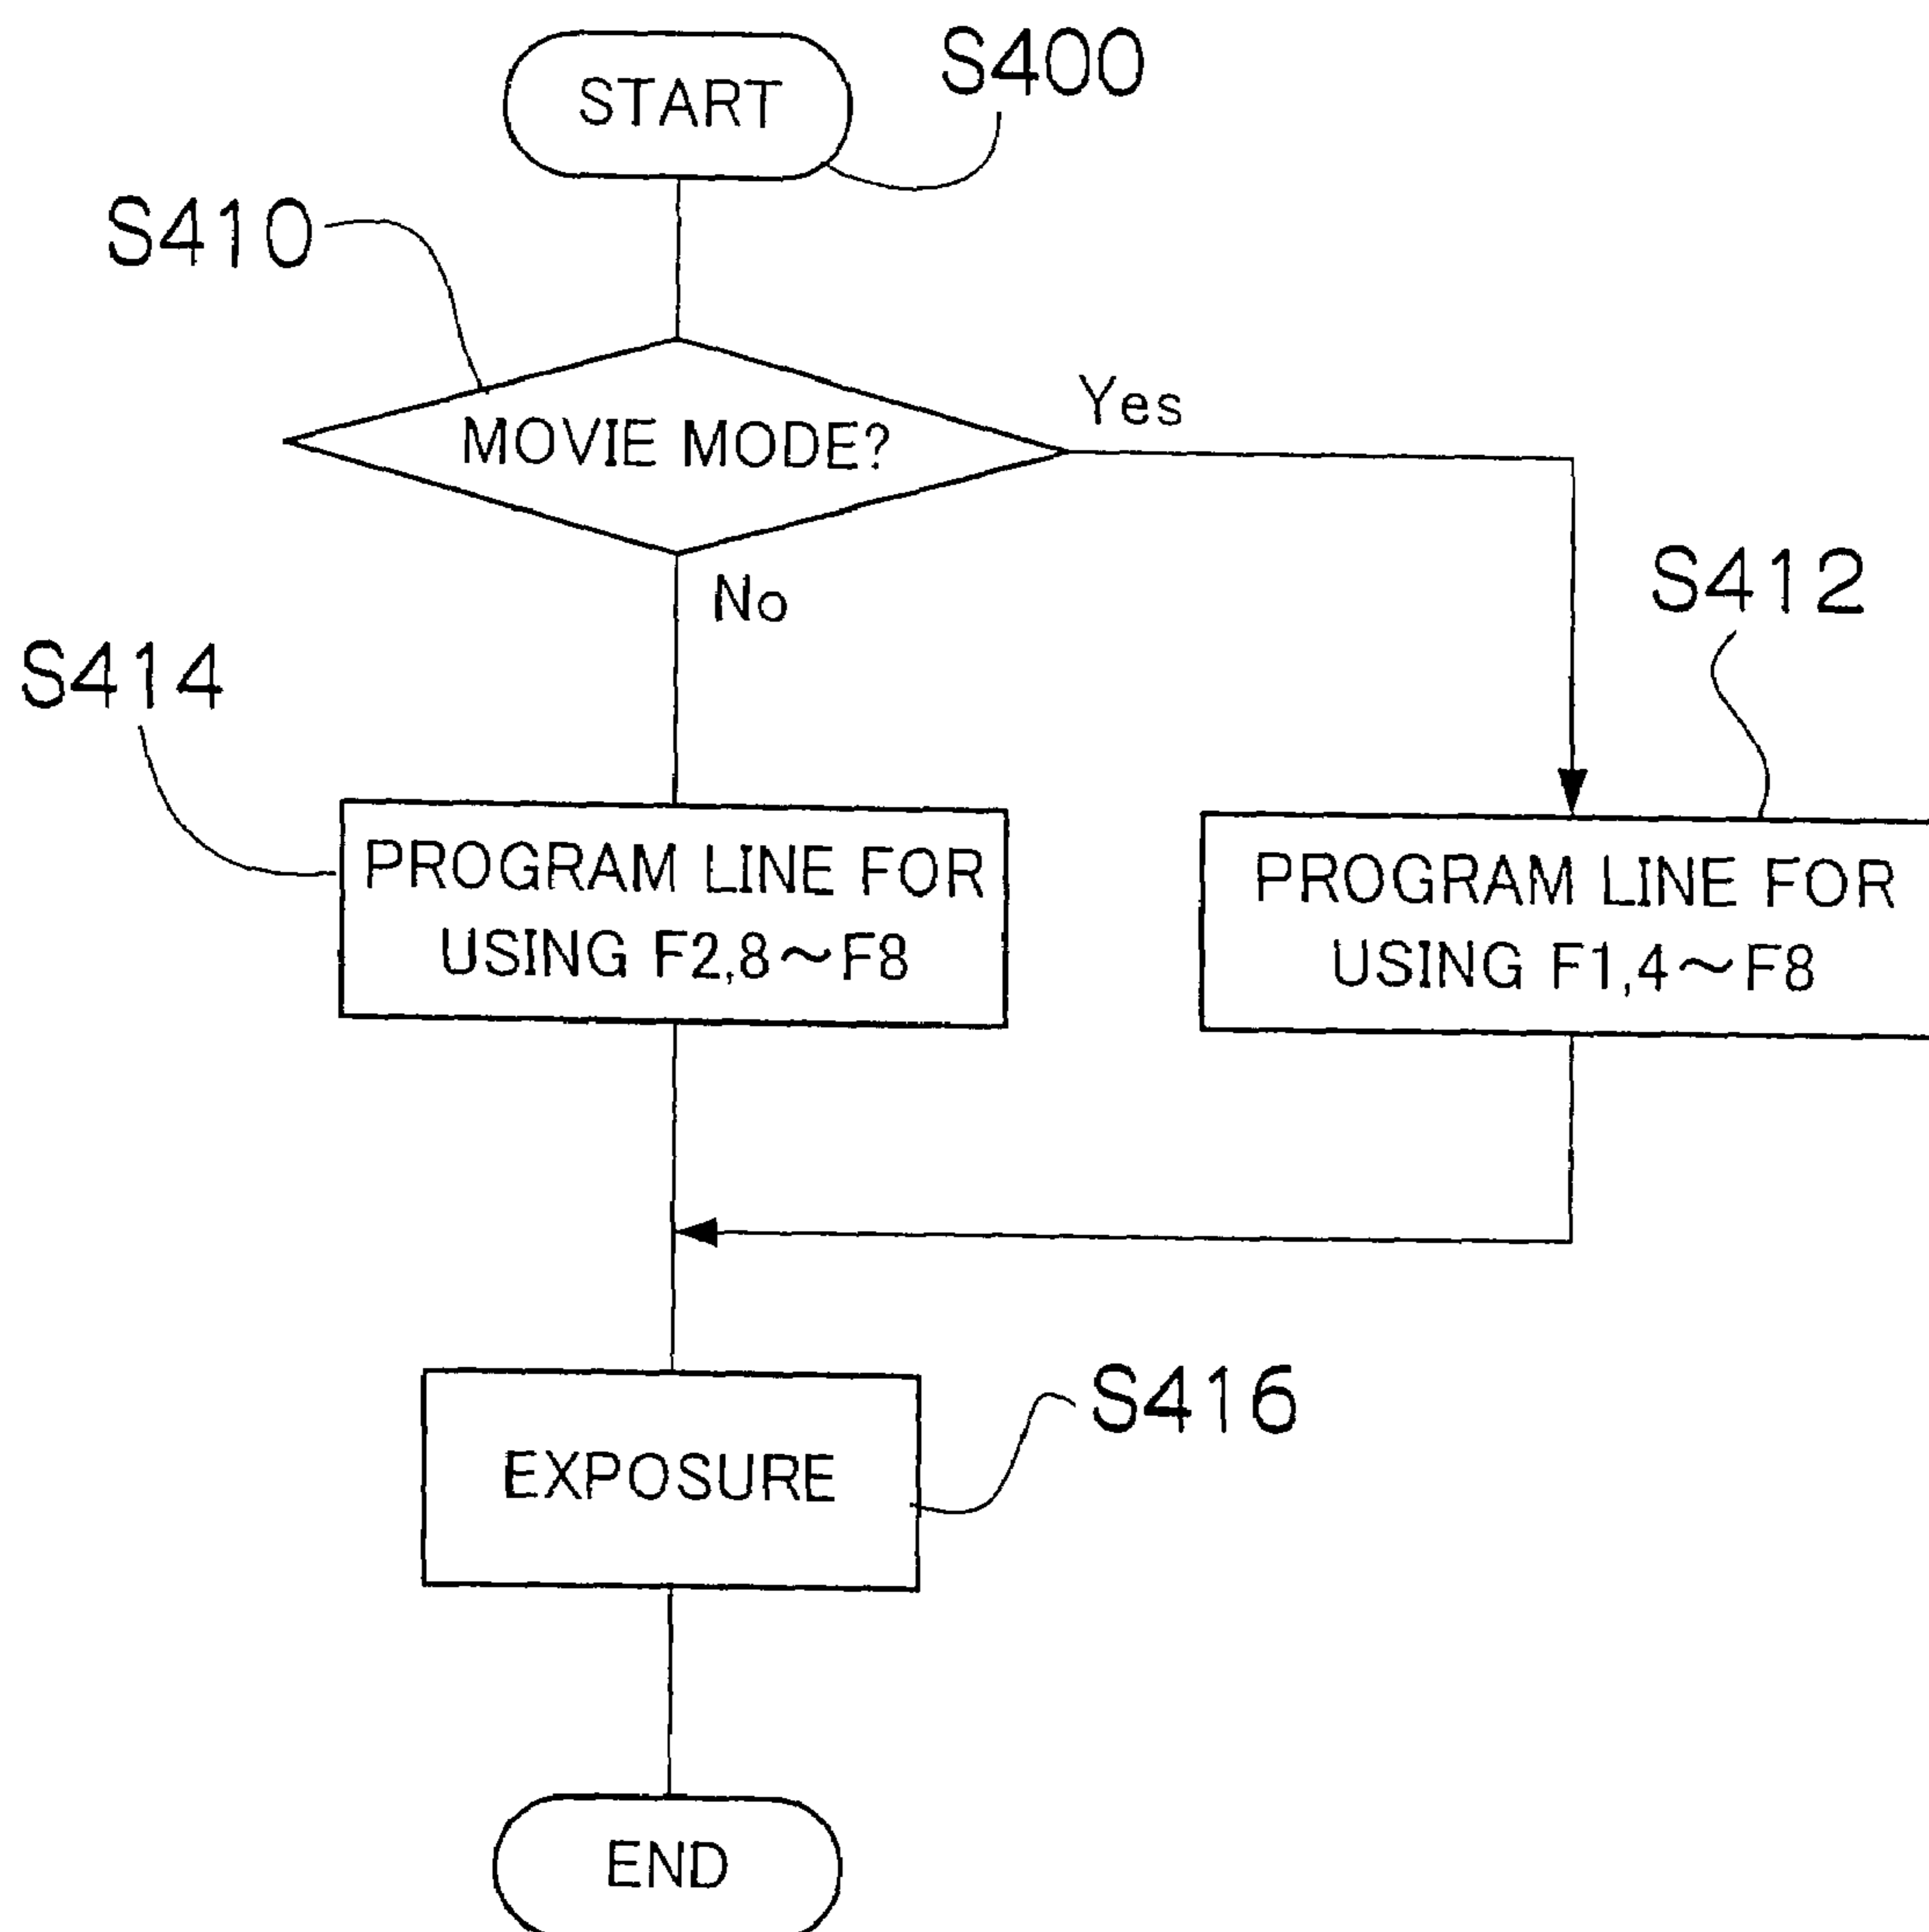 START
S400
S410
MOVIE MODE?
Yes
No
S412
S414
PROGRAM LINE FOR
USING F2,8～F8
PROGRAM LINE FOR
USING F1,4～F8
S416
EXPOSURE
END